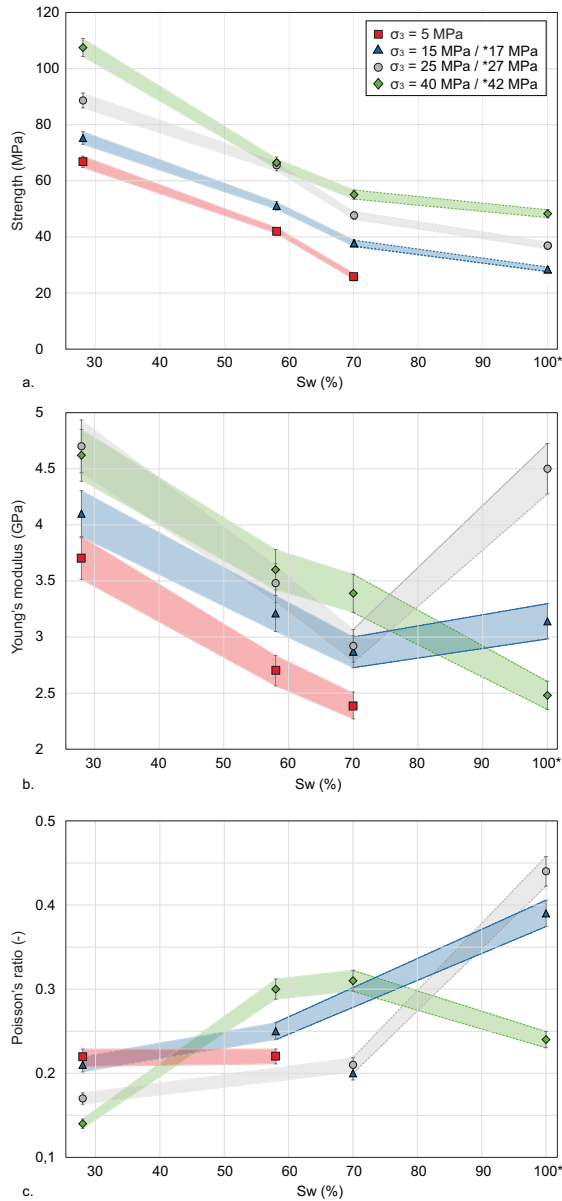 120
100
80
60
40
20
0
Strength (MPa)
σ₃ = 5 MPa
σ₃ = 15 MPa / *17 MPa
σ₃ = 25 MPa / *27 MPa
σ₃ = 40 MPa / *42 MPa
30 40 50 60 70 80 90 100*
a. Sw (%)
5
4.5
4
3.5
3
2.5
2
Young's modulus (GPa)
30 40 50 60 70 80 90 100*
b. Sw (%)
0.5
0.4
0.3
0.2
0,1
Poisson's ratio (-)
30 40 50 60 70 80 90 100*
c. Sw (%)